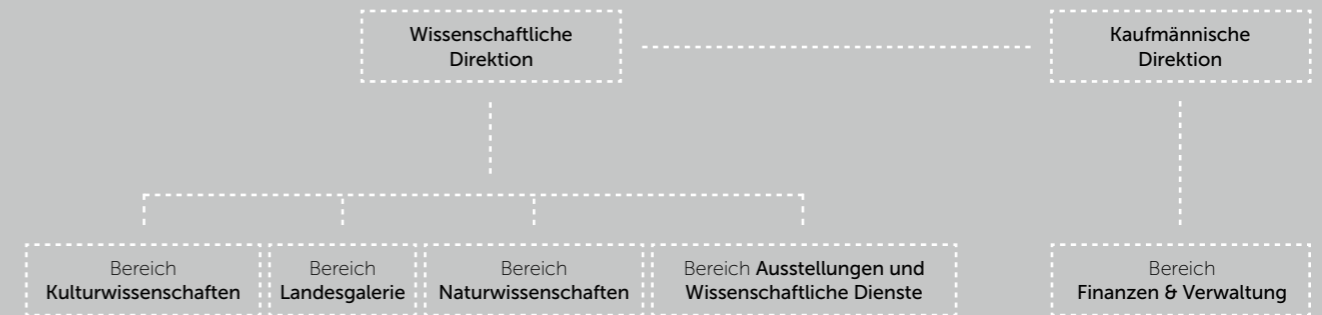 Wissenschaftliche
Direktion
Kaufmännische
Direktion
Bereich
Kulturwissenschaften
Bereich
Landesgalerie
Bereich
Naturwissenschaften
Bereich Ausstellungen und
Wissenschaftliche Dienste
Bereich
Finanzen & Verwaltung